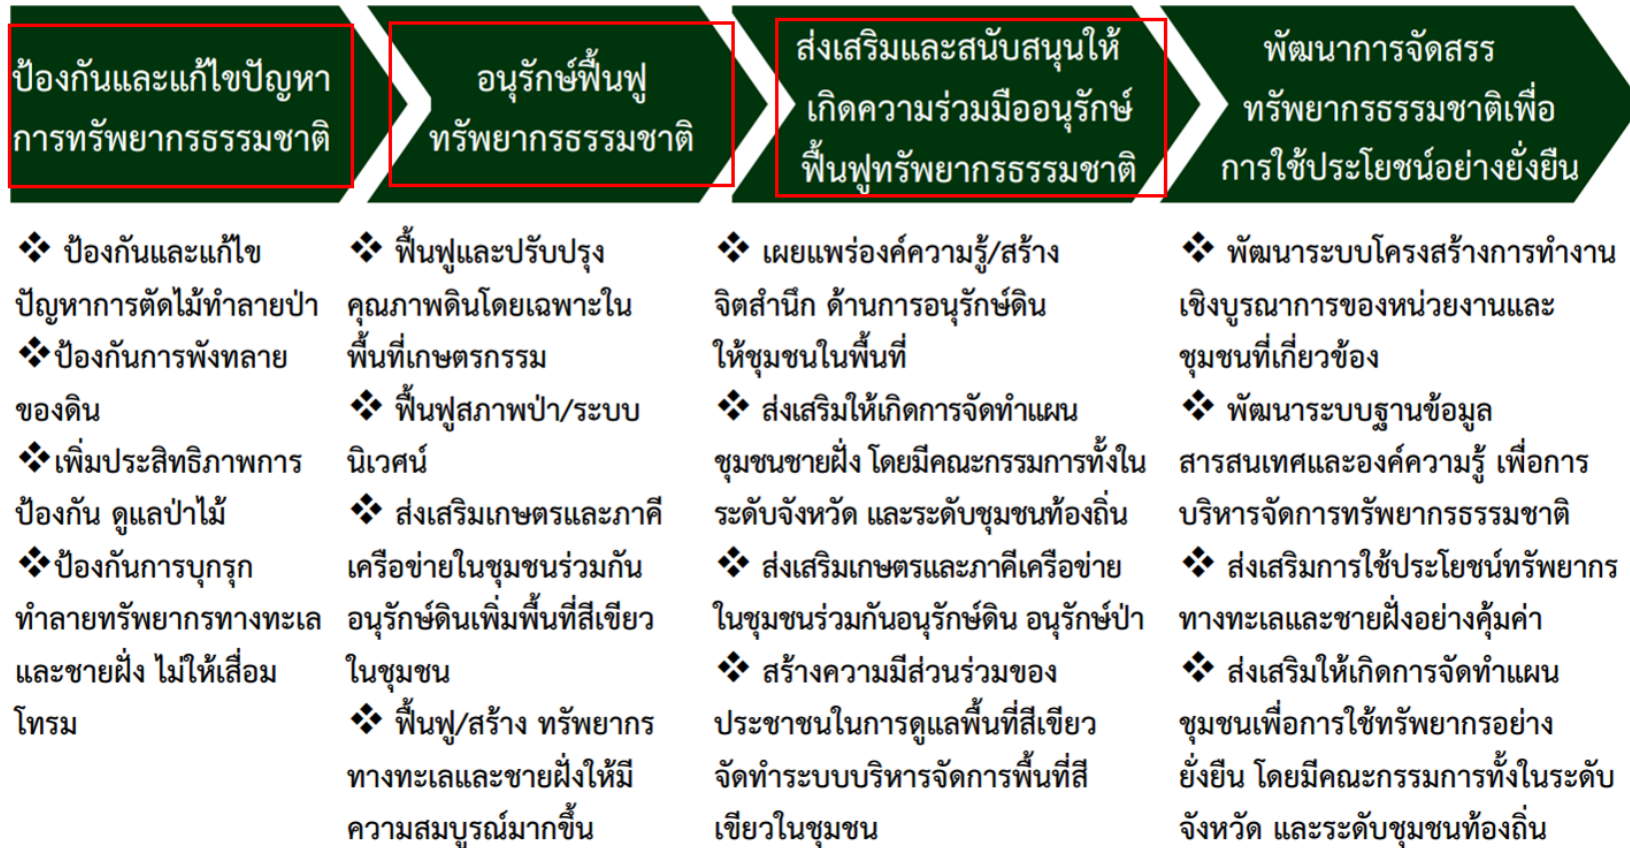 ป้องกันและแก้ไขปัญหา
การทรัพยากรธรรมชาติ
อนุรักษ์ฟื้นฟู
ทรัพยากรธรรมชาติ
ส่งเสริมและสนับสนุนให้
เกิดความร่วมมืออนุรักษ์
ฟื้นฟูทรัพยากรธรรมชาติ
พัฒนาการจัดสรร
ทรัพยากรธรรมชาติเพื่อ
การใช้ประโยชน์อย่างยั่งยืน
❖ ป้องกันและแก้ไข
ปัญหาการตัดไม้ทำลายป่า
❖ป้องกันการพังทลาย
ของดิน
❖เพิ่มประสิทธิภาพการ
ป้องกัน ดูแลป่าไม้
❖ป้องกันการบุกรุก
ทำลายทรัพยากรทางทะเล
และชายฝั่ง ไม่ให้เสื่อม
โทรม
❖ ฟื้นฟูและปรับปรุง
คุณภาพดินโดยเฉพาะใน
พื้นที่เกษตรกรรม
❖ ฟื้นฟูสภาพป่า/ระบบ
นิเวศน์
❖ ส่งเสริมเกษตรและภาคี
เครือข่ายในชุมชนร่วมกัน
อนุรักษ์ดินเพิ่มพื้นที่สีเขียว
ในชุมชน
❖ ฟื้นฟู/สร้าง ทรัพยากร
ทางทะเลและชายฝั่งให้มี
ความสมบูรณ์มากขึ้น
❖ เผยแพร่องค์ความรู้/สร้าง
จิตสำนึก ด้านการอนุรักษ์ดิน
ให้ชุมชนในพื้นที่
❖ ส่งเสริมให้เกิดการจัดทำแผน
ชุมชนชายฝั่ง โดยมีคณะกรรมการทั้งใน
ระดับจังหวัด และระดับชุมชนท้องถิ่น
❖ ส่งเสริมเกษตรและภาคีเครือข่าย
ในชุมชนร่วมกันอนุรักษ์ดิน อนุรักษ์ป่า
❖ สร้างความมีส่วนร่วมของ
ประชาชนในการดูแลพื้นที่สีเขียว
จัดทำระบบบริหารจัดการพื้นที่สี
เขียวในชุมชน
❖ พัฒนาระบบโครงสร้างการทำงาน
เชิงบูรณาการของหน่วยงานและ
ชุมชนที่เกี่ยวข้อง
❖ พัฒนาระบบฐานข้อมูล
สารสนเทศและองค์ความรู้ เพื่อการ
บริหารจัดการทรัพยากรธรรมชาติ
❖ ส่งเสริมการใช้ประโยชน์ทรัพยากร
ทางทะเลและชายฝั่งอย่างคุ้มค่า
❖ ส่งเสริมให้เกิดการจัดทำแผน
ชุมชนเพื่อการใช้ทรัพยากรอย่าง
ยั่งยืน โดยมีคณะกรรมการทั้งในระดับ
จังหวัด และระดับชุมชนท้องถิ่น